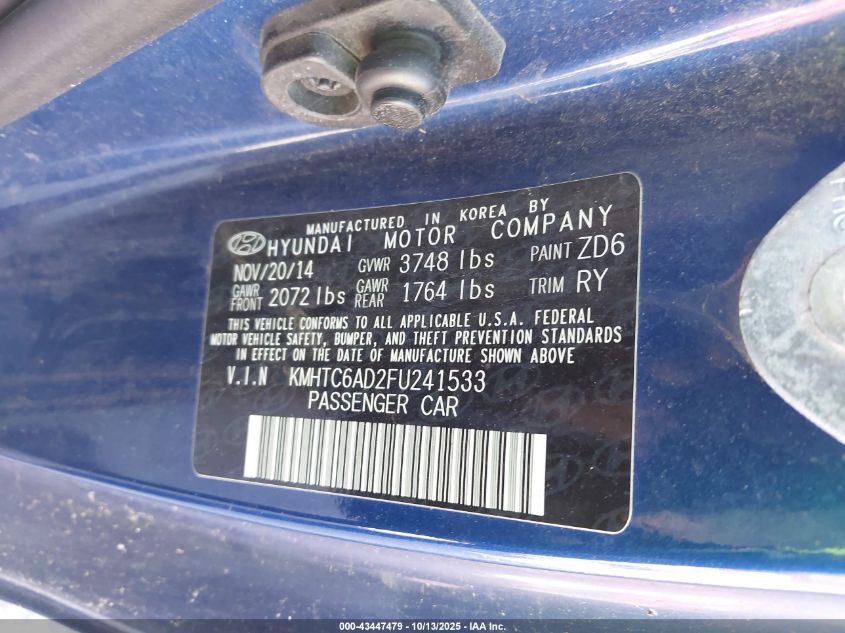 MANUFACTURED IN KOREA BY
HYUNDAI MOTOR COMPANY
NOV/20/14 GVWR 3748 lbs PAINT ZD6
GAWR FRONT 2072 lbs GAWR REAR 1764 lbs TRIM RY
THIS VEHICLE CONFORMS TO ALL APPLICABLE U.S.A. FEDERAL
MOTOR VEHICLE SAFETY, BUMPER, AND THEFT PREVENTION STANDARDS
IN EFFECT ON THE DATE OF MANUFACTURE SHOWN ABOVE
V.I.N KMHTC6AD2FU241533
PASSENGER CAR
000-43447479 - 10/13/2025 - IAA Inc.